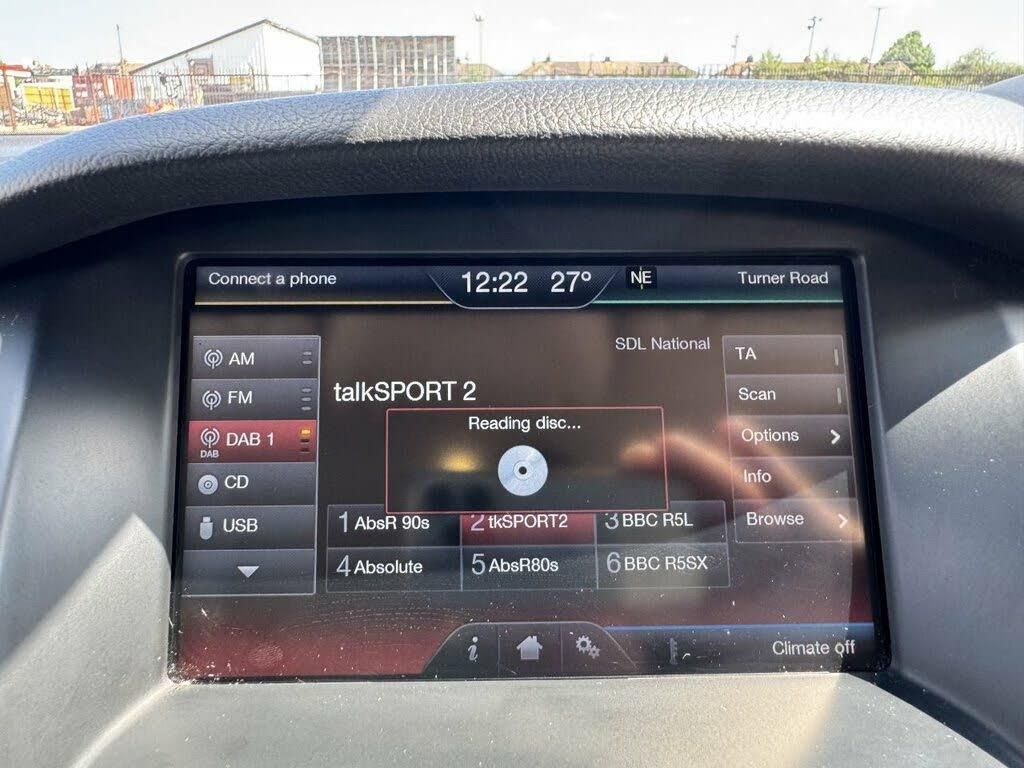 Connect a phone
12:22 27°
NE
Turner Road
SDL National
AM
FM
DAB DAB 1
CD
USB
talkSPORT 2
Reading disc...
1 AbsR 90s
2 tkSPORT2
3 BBC R5L
4 Absolute
5 AbsR80s
6 BBC R5SX
TA
Scan
Options
Info
Browse
i
Climate off